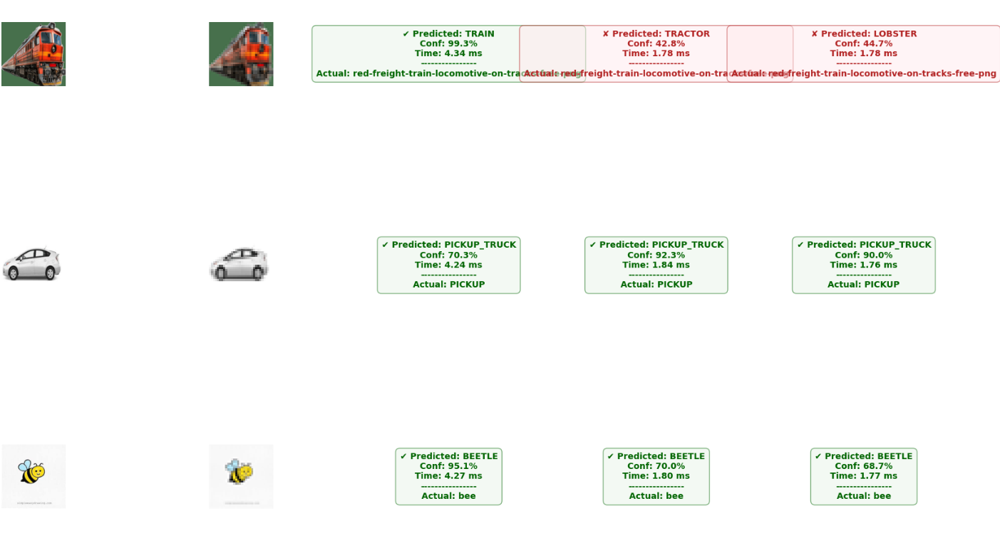 ✔ Predicted: TRAIN
Conf: 99.3%
Time: 4.34 ms
----------------
Actual: red-freight-train-locomotive-on-tracks-free-png
✘ Predicted: TRACTOR
Conf: 42.8%
Time: 1.78 ms
----------------
Actual: red-freight-train-locomotive-on-tracks-free-png
✘ Predicted: LOBSTER
Conf: 44.7%
Time: 1.78 ms
----------------
Actual: red-freight-train-locomotive-on-tracks-free-png
✔ Predicted: PICKUP_TRUCK
Conf: 70.3%
Time: 4.24 ms
----------------
Actual: PICKUP
✔ Predicted: PICKUP_TRUCK
Conf: 92.3%
Time: 1.84 ms
----------------
Actual: PICKUP
✔ Predicted: PICKUP_TRUCK
Conf: 90.0%
Time: 1.76 ms
----------------
Actual: PICKUP
✔ Predicted: BEETLE
Conf: 95.1%
Time: 4.27 ms
----------------
Actual: bee
✔ Predicted: BEETLE
Conf: 70.0%
Time: 1.80 ms
----------------
Actual: bee
✔ Predicted: BEETLE
Conf: 68.7%
Time: 1.77 ms
----------------
Actual: bee